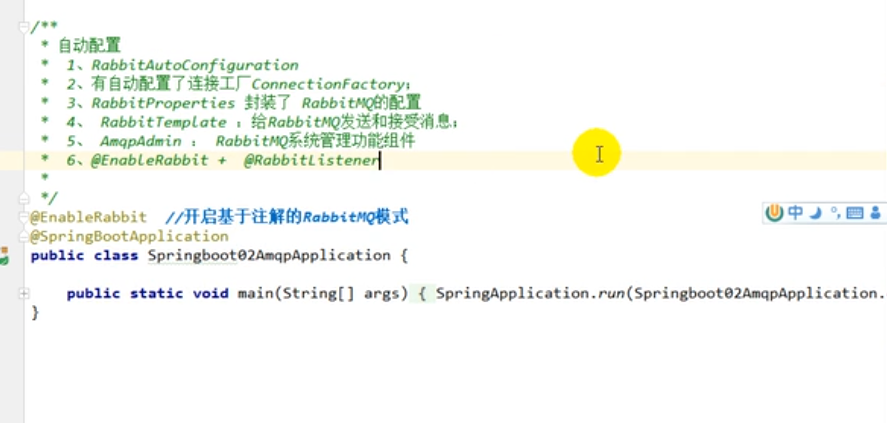 /**
 * 自动配置
 *  1、RabbitAutoConfiguration
 *  2、有自动配置了连接工厂ConnectionFactory；
 *  3、RabbitProperties 封装了 RabbitMQ的配置
 *  4、 RabbitTemplate ：给RabbitMQ发送和接受消息；
 *  5、 AmqpAdmin ： RabbitMQ系统管理功能组件
 *  6、@EnableRabbit +  @RabbitListener
 *
 */
@EnableRabbit  //开启基于注解的RabbitMQ模式
@SpringBootApplication
public class Springboot02AmqpApplication {
    public static void main(String[] args) { SpringApplication.run(Springboot02AmqpApplication.
}
中